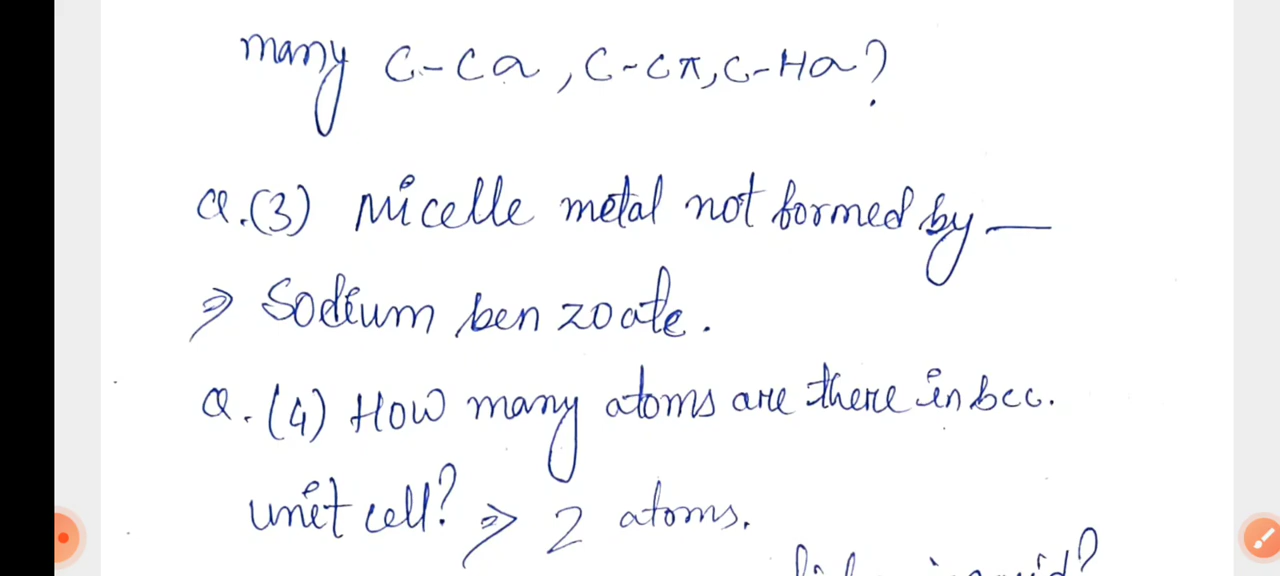 many C-Cσ, C-Cπ, C-Hσ?
Q.(3) Micelle metal not formed by —
⇒ Sodium benzoate.
Q.(4) How many atoms are there in bcc.
unit cell? ⇒ 2 atoms.